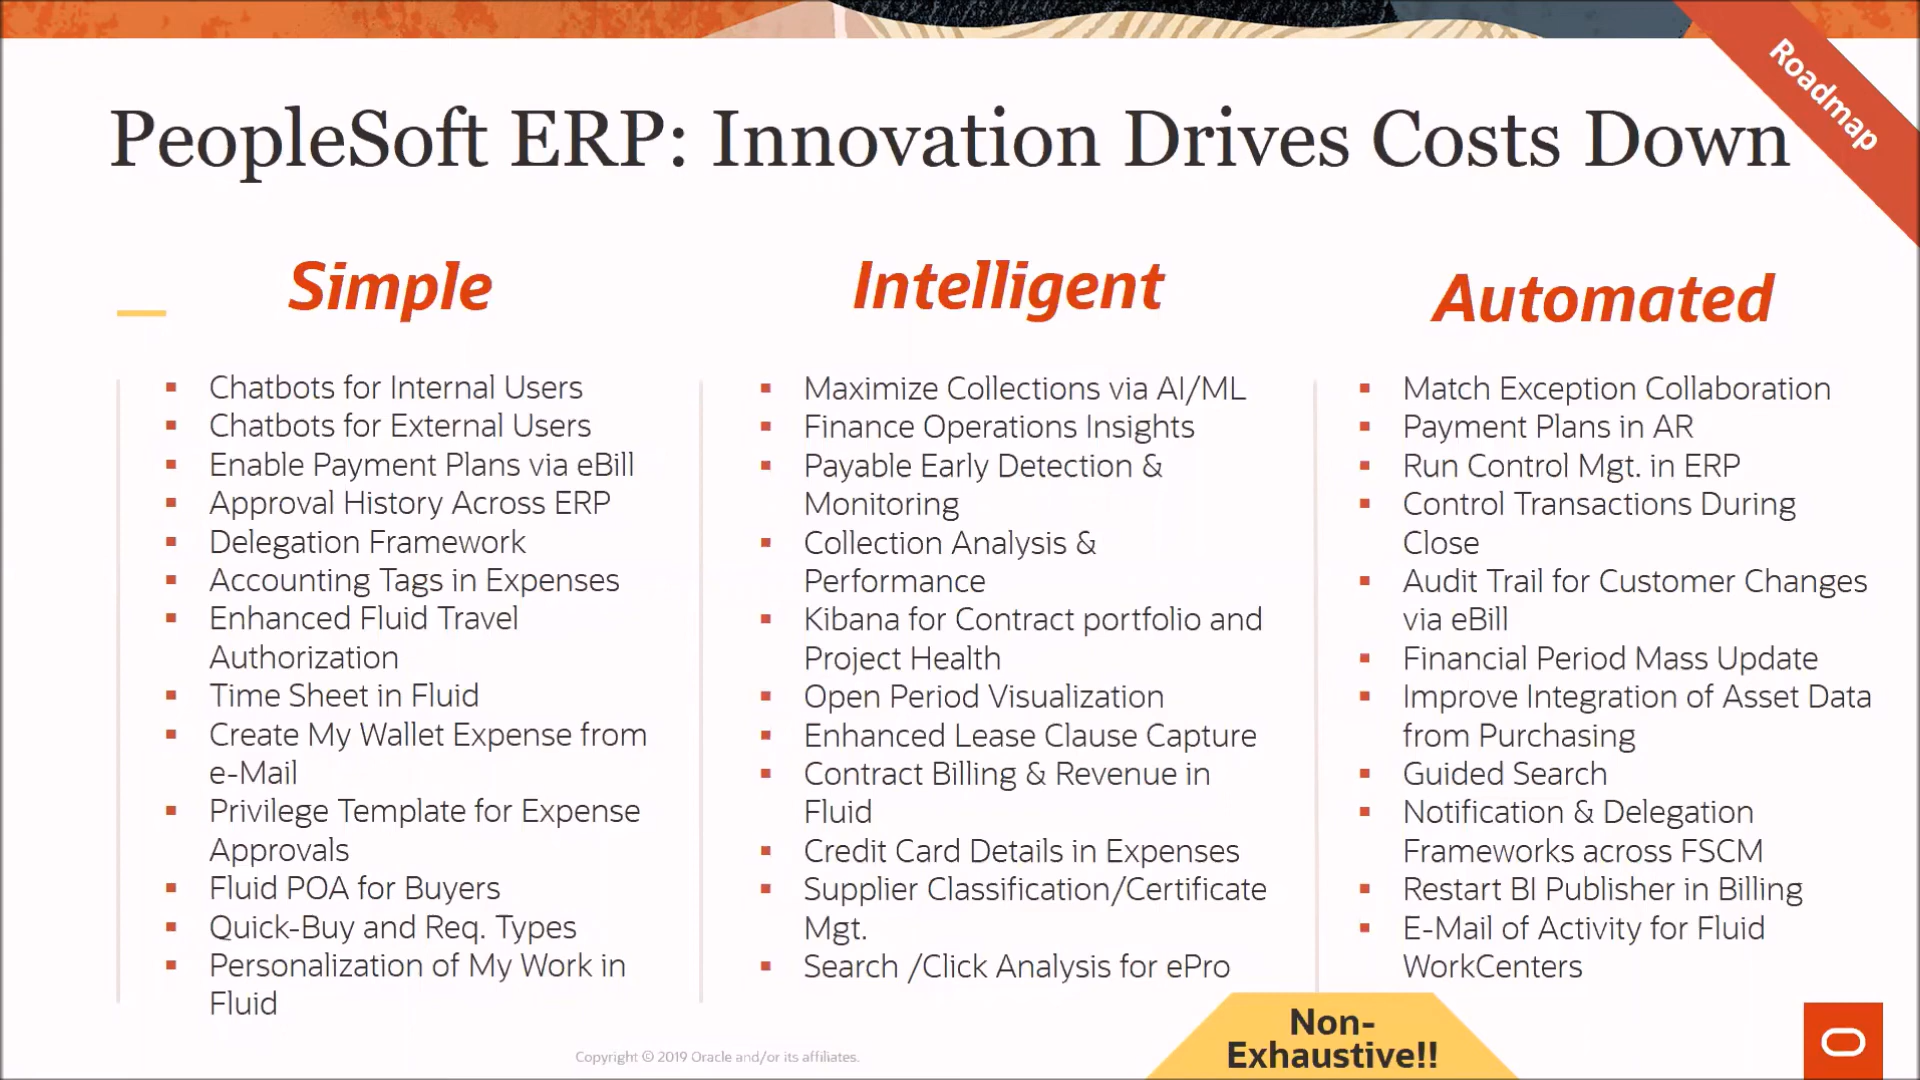 Roadmap
PeopleSoft ERP: Innovation Drives Costs Down
Simple
▪ Chatbots for Internal Users
▪ Chatbots for External Users
▪ Enable Payment Plans via eBill
▪ Approval History Across ERP
▪ Delegation Framework
▪ Accounting Tags in Expenses
▪ Enhanced Fluid Travel
Authorization
▪ Time Sheet in Fluid
▪ Create My Wallet Expense from
e-Mail
▪ Privilege Template for Expense
Approvals
▪ Fluid POA for Buyers
▪ Quick-Buy and Req. Types
▪ Personalization of My Work in
Fluid
Intelligent
▪ Maximize Collections via AI/ML
▪ Finance Operations Insights
▪ Payable Early Detection &
Monitoring
▪ Collection Analysis &
Performance
▪ Kibana for Contract portfolio and
Project Health
▪ Open Period Visualization
▪ Enhanced Lease Clause Capture
▪ Contract Billing & Revenue in
Fluid
▪ Credit Card Details in Expenses
▪ Supplier Classification/Certificate
Mgt.
▪ Search /Click Analysis for ePro
Automated
▪ Match Exception Collaboration
▪ Payment Plans in AR
▪ Run Control Mgt. in ERP
▪ Control Transactions During
Close
▪ Audit Trail for Customer Changes
via eBill
▪ Financial Period Mass Update
▪ Improve Integration of Asset Data
from Purchasing
▪ Guided Search
▪ Notification & Delegation
Frameworks across FSCM
▪ Restart BI Publisher in Billing
▪ E-Mail of Activity for Fluid
WorkCenters
Non-
Exhaustive!!
Copyright © 2019 Oracle and/or its affiliates.